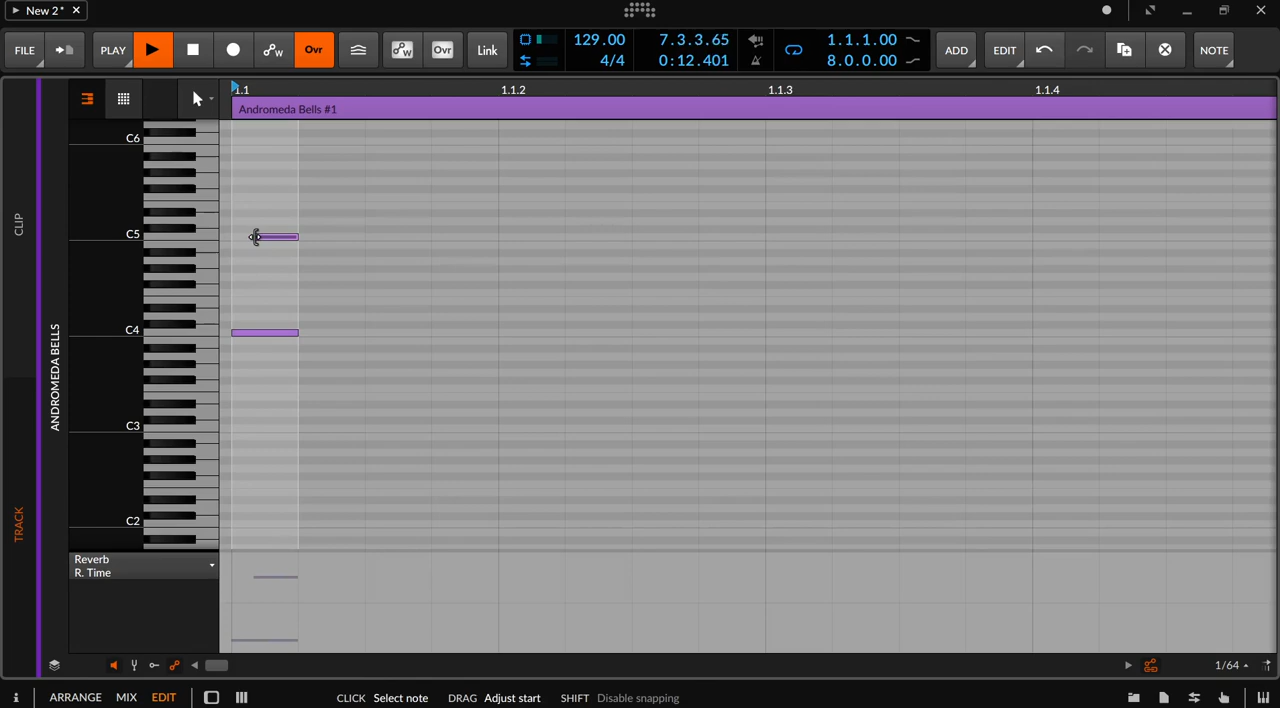 New 2*
FILE
PLAY
Ovr
Ovr
Link
129.00
4/4
7.3.3.65
0:12.401
1.1.1.00
8.0.0.00
ADD
EDIT
NOTE
1.1
1.1.2
1.1.3
1.1.4
Andromeda Bells #1
C6
C5
C4
C3
C2
CLIP
TRACK
ANDROMEDA BELLS
Reverb
R. Time
1/64
i ARRANGE MIX EDIT
CLICK Select note DRAG Adjust start SHIFT Disable snapping